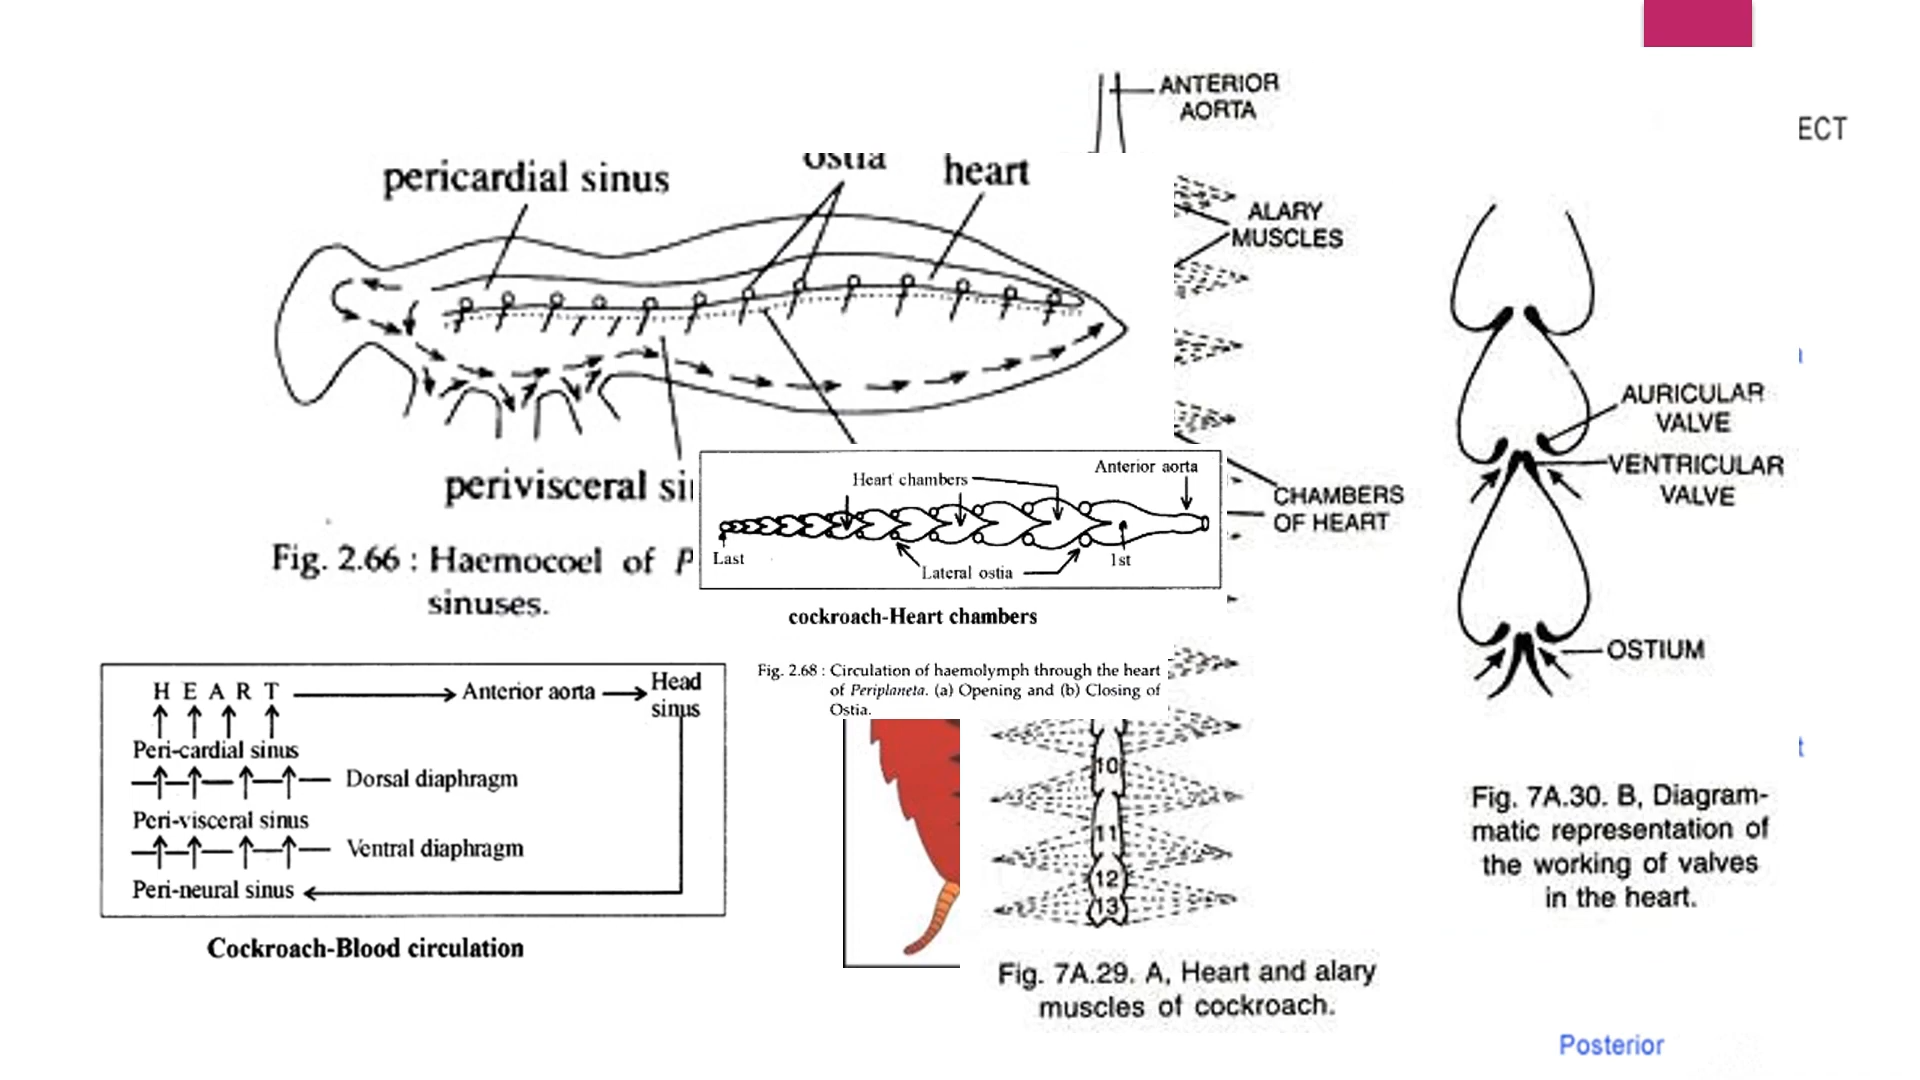 ANTERIOR
AORTA
ECT
pericardial sinus
ostia
heart
ALARY
MUSCLES
AURICULAR
VALVE
VENTRICULAR
VALVE
perivisceral si
Anterior aorta
Heart chambers
Last
Lateral ostia
1st
CHAMBERS
OF HEART
Fig. 2.66 : Haemocoel of P
sinuses.
cockroach-Heart chambers
OSTIUM
Fig. 2.68 : Circulation of haemolymph through the heart
of Periplaneta. (a) Opening and (b) Closing of
Ostia.
H E A R T
Anterior aorta
Head
sinus
Peri-cardial sinus
Dorsal diaphragm
Peri-visceral sinus
Ventral diaphragm
Peri-neural sinus
Cockroach-Blood circulation
10
11
12
13
Fig. 7A.29. A, Heart and alary
muscles of cockroach.
Fig. 7A.30. B, Diagram-
matic representation of
the working of valves
in the heart.
t
Posterior